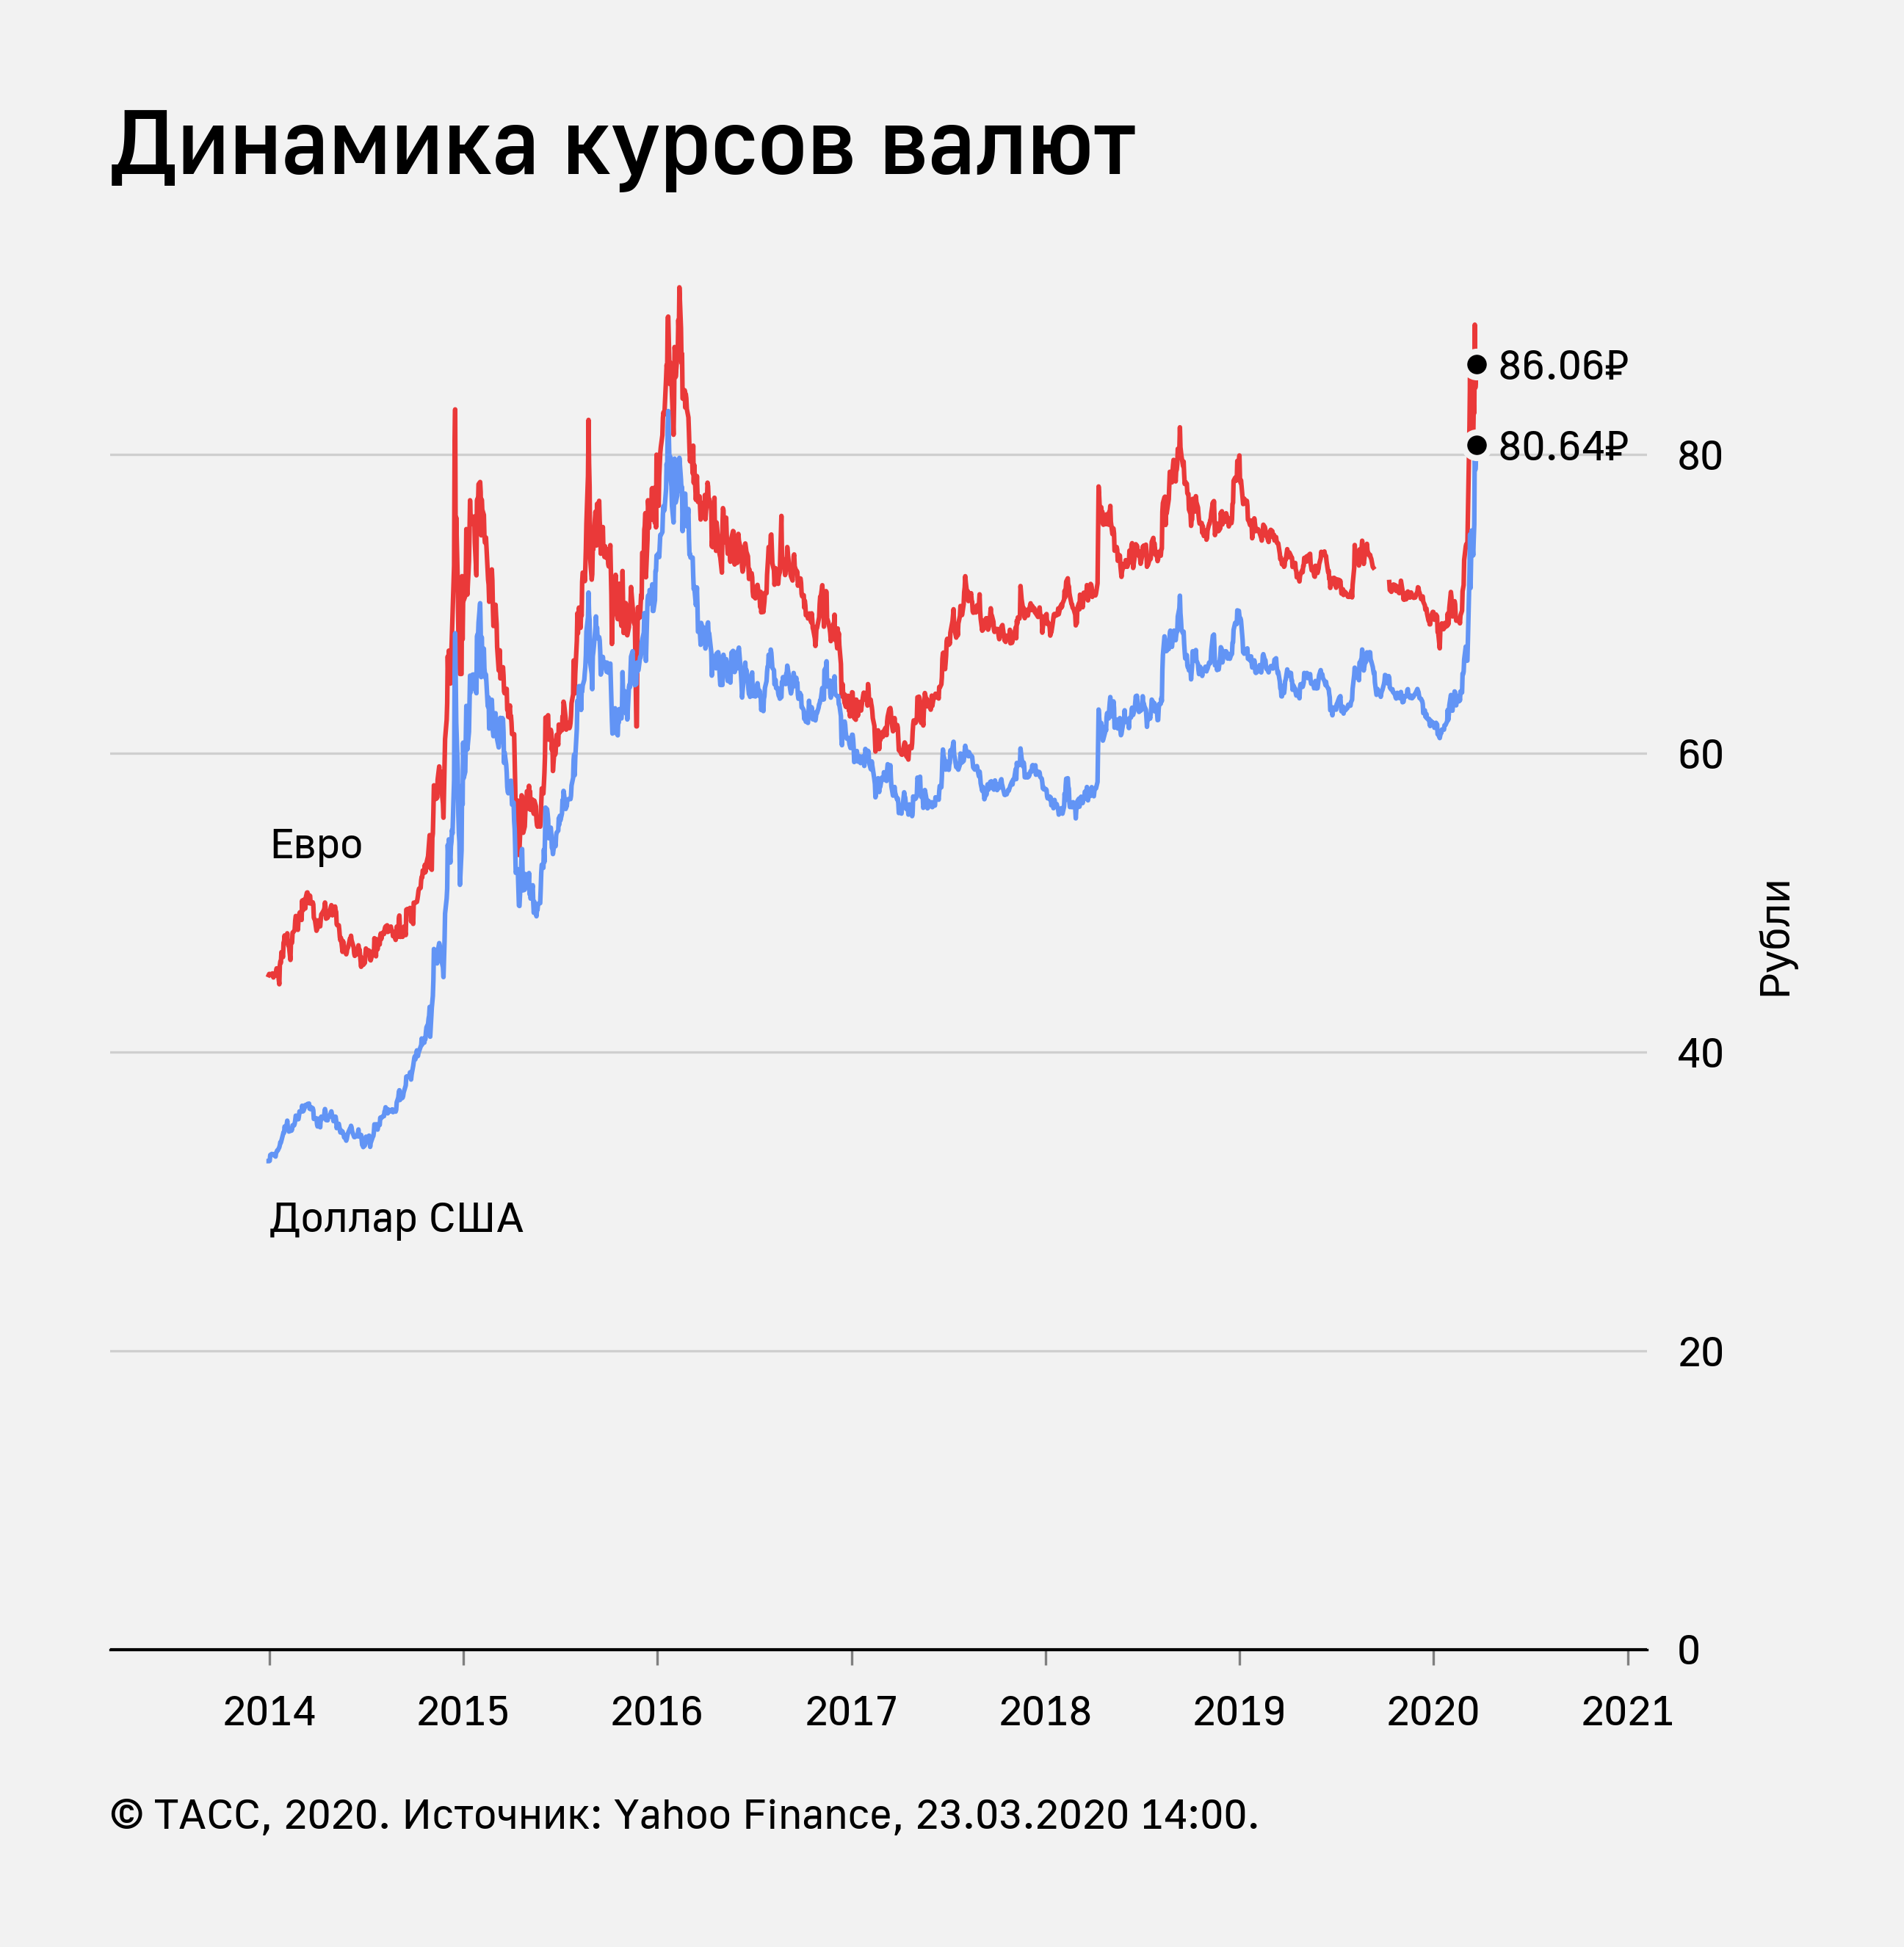 Динамика курсов валют
86.06₽
80.64₽
80
60
Евро
Рубли
40
Доллар США
20
0
2014 2015 2016 2017 2018 2019 2020 2021
© ТАСС, 2020. Источник: Yahoo Finance, 23.03.2020 14:00.